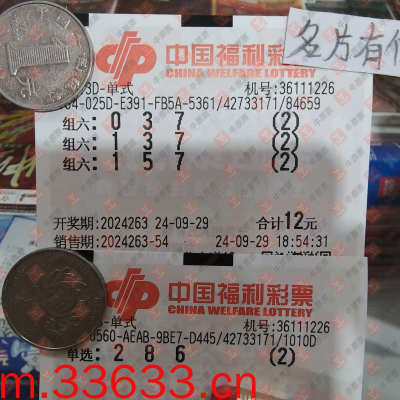 名片有
中国福利彩票
CHINA WELFARE LOTTERY
3D-单式 机号:36111226
04-025D-E391-FB5A-5361/42733171/84659
组六: 0 3 7 (2)
组六: 1 3 7 (2)
组六: 1 5 7 (2)
开奖期:2024263 24-09-29 合计12元
销售期:2024263-54 24-09-29 18:54:31
中国福利彩票
CHINA WELFARE LOTTERY
-单式 机号:36111226
0560-AEAB-9BE7-D445/42733171/1010D
单选: 2 8 6 (2)
m.33633.cn